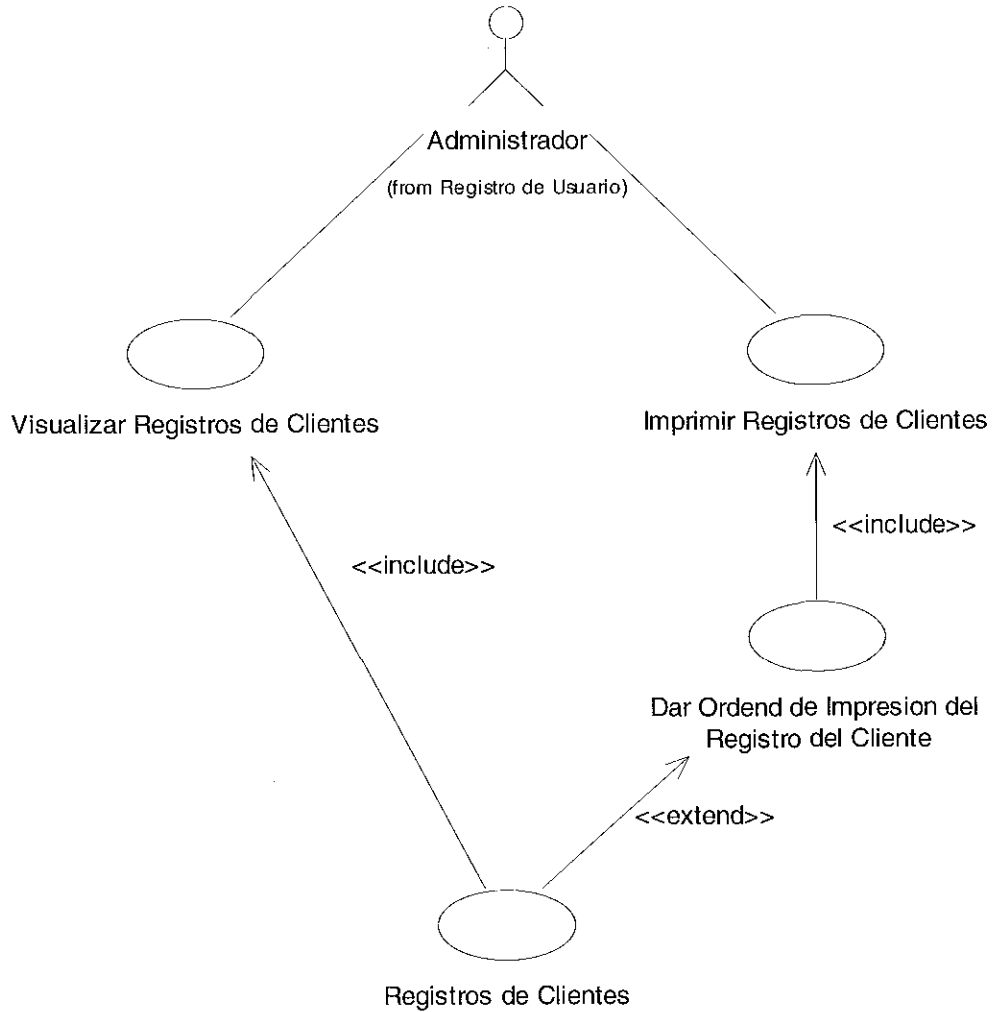 Administrador
(from Registro de Usuario)
Visualizar Registros de Clientes
Imprimir Registros de Clientes
<<include>>
<<include>>
Dar Ordend de Impresion del
Registro del Cliente
<<extend>>
Registros de Clientes